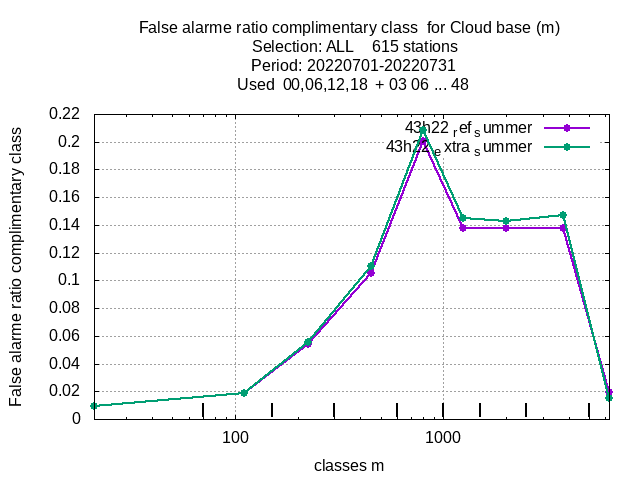 False alarme ratio complimentary class  for Cloud base (m)
Selection: ALL    615 stations
Period: 20220701-20220731
Used  00,06,12,18  + 03 06 ... 48
False alarme ratio complimentary class
0.22
0.2
0.18
0.16
0.14
0.12
0.1
0.08
0.06
0.04
0.02
0
43h22_ref_summer
43h22_extra_summer
100
1000
classes m